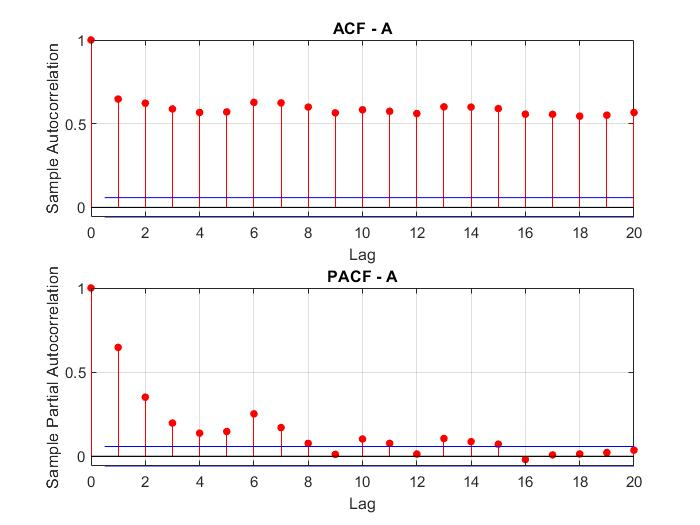 ACF - A
Sample Autocorrelation
1
0.5
0
0 2 4 6 8 10 12 14 16 18 20
Lag
PACF - A
Sample Partial Autocorrelation
1
0.5
0
0 2 4 6 8 10 12 14 16 18 20
Lag